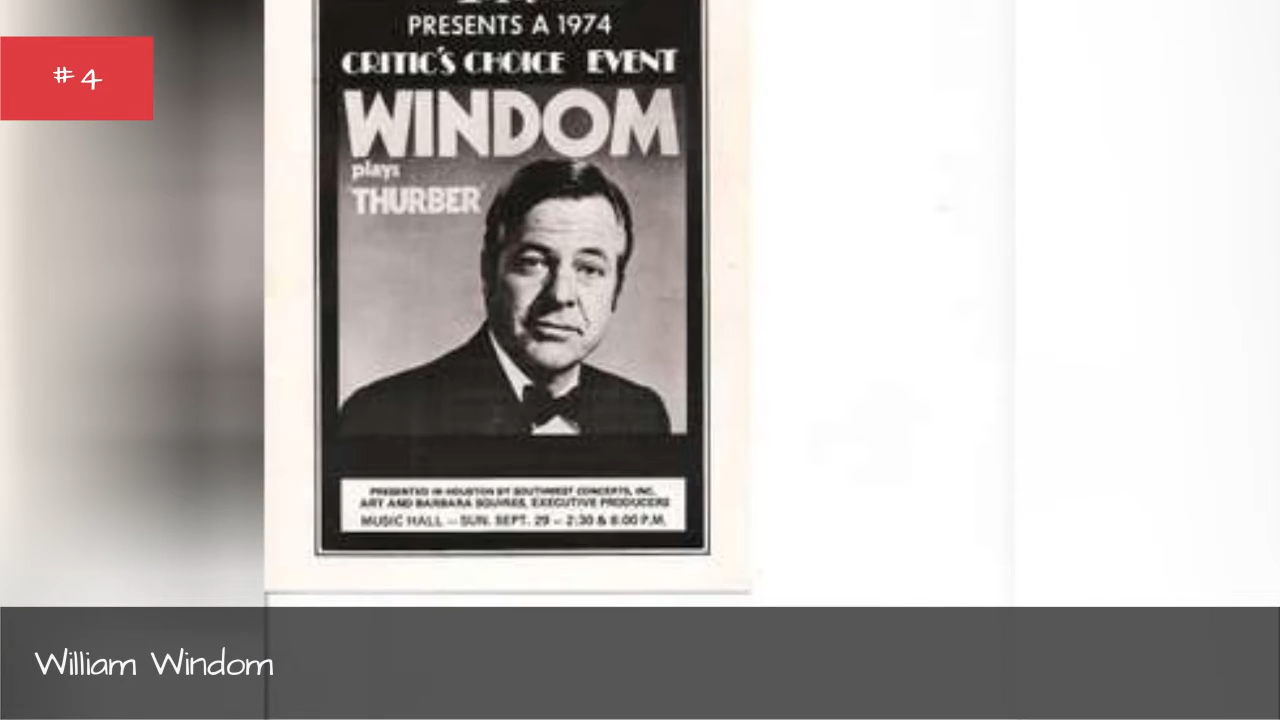 #4
PRESENTS A 1974
CRITIC'S CHOICE EVENT
WINDOM
plays
"THURBER"
PRESENTED IN HOUSTON BY SOUTHWEST CONCERTS, INC.
ART AND BARBARA SQUIRES, EXECUTIVE PRODUCERS
MUSIC HALL — SUN. SEPT. 29 — 2:30 & 8:00 P.M.
William Windom